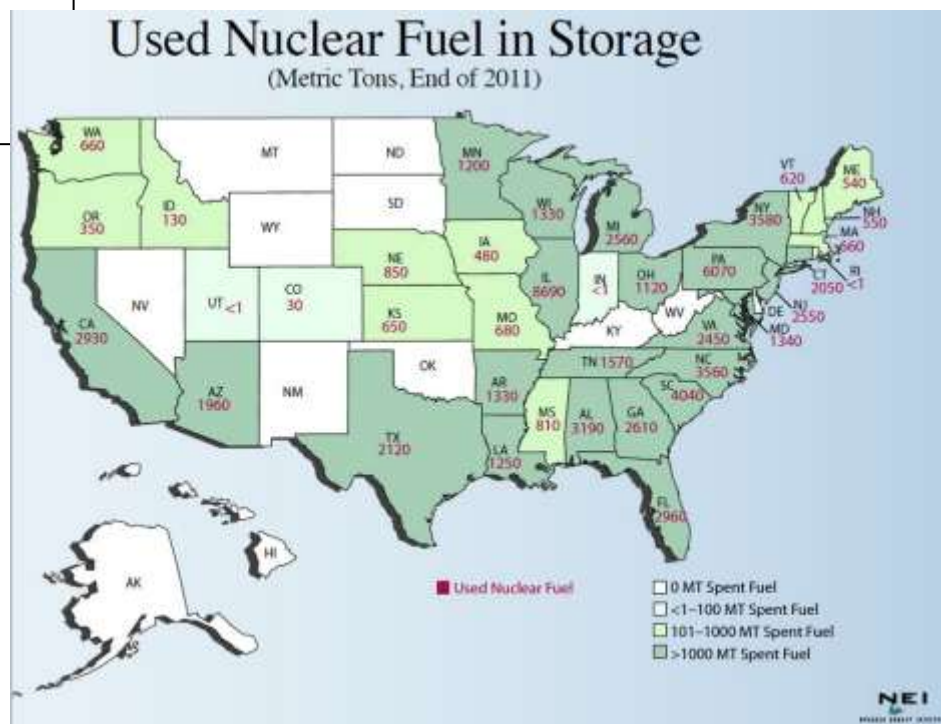 Used Nuclear Fuel in Storage
(Metric Tons, End of 2011)
WA
660
MT
ND
MN
1200
VT
620
ME
540
OR
350
ID
130
WY
SD
WI
1330
MI
2560
NY
3580
NH
550
MA
660
NV
UT <1
CO
30
NE
850
IA
480
IL
8690
IN
<1
OH
1120
PA
6070
CT
2050
RI
<1
NJ
2550
DE
MD
1340
CA
2930
KS
650
MO
680
KY
WV
VA
2450
AZ
1960
NM
OK
AR
1330
TN 1570
NC
3560
SC
4040
TX
2120
LA
1250
MS
810
AL
3190
GA
2610
FL
2960
HI
AK
Used Nuclear Fuel
0 MT Spent Fuel
<1–100 MT Spent Fuel
101–1000 MT Spent Fuel
>1000 MT Spent Fuel
NEI